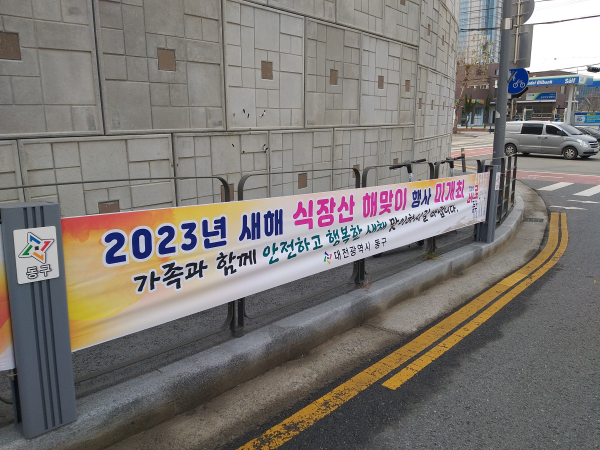 2023년 새해 식장산 해맞이 행사 미개최
가족과 함께 안전하고 행복한 새해 맞이하시길 바랍니다.
대전광역시 동구
동구
Self